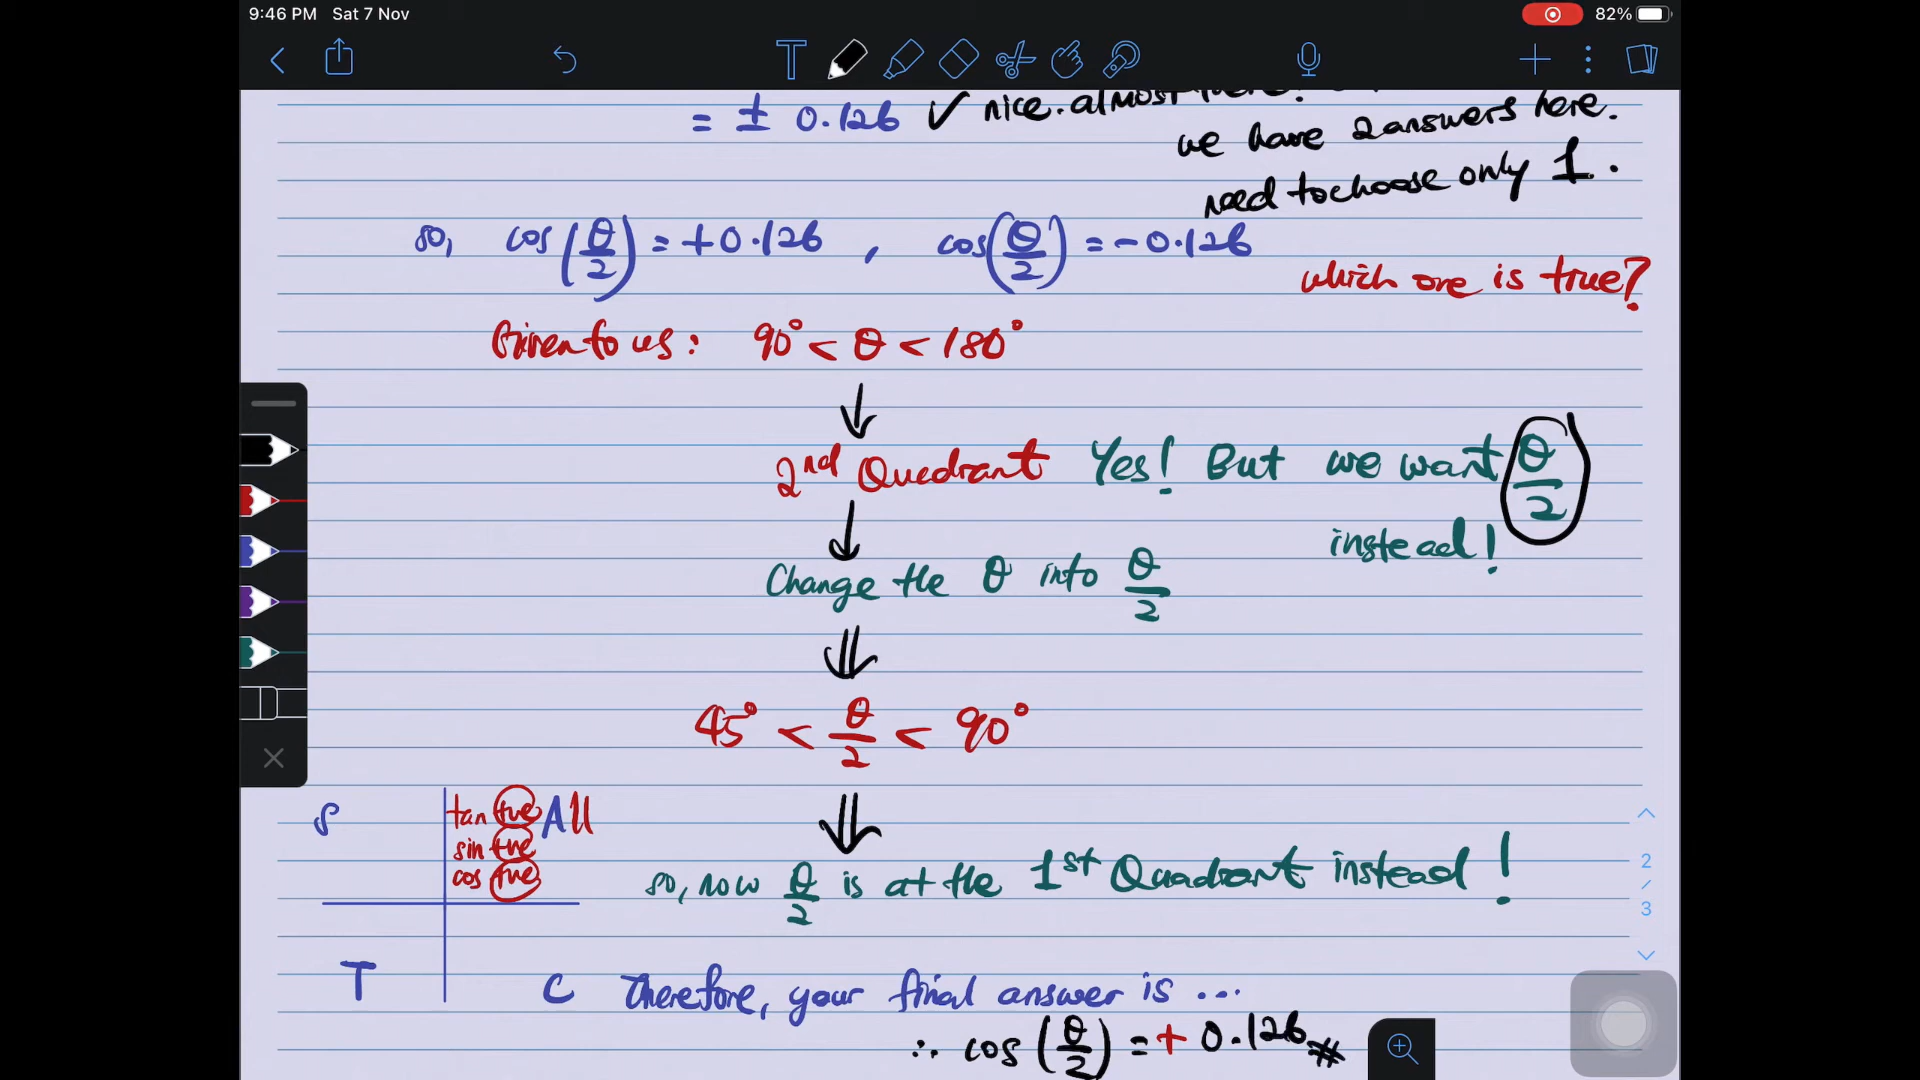 9:46 PM Sat 7 Nov 82%
= ± 0.126 ✓ nice. almost
we have 2 answers here.
need to choose only 1.
so, cos(θ/2) = +0.126 , cos(θ/2) = -0.126
which one is true?
Given to us: 90° < θ < 180°
2nd Quadrant Yes! But we want θ/2
instead!
Change the θ into θ/2
45° < θ/2 < 90°
S tan +ve All
sin +ve
cos +ve
so, now θ/2 is at the 1st Quadrant instead!
2
/
3
T C Therefore, your final answer is ...
∴ cos(θ/2) = + 0.126 #